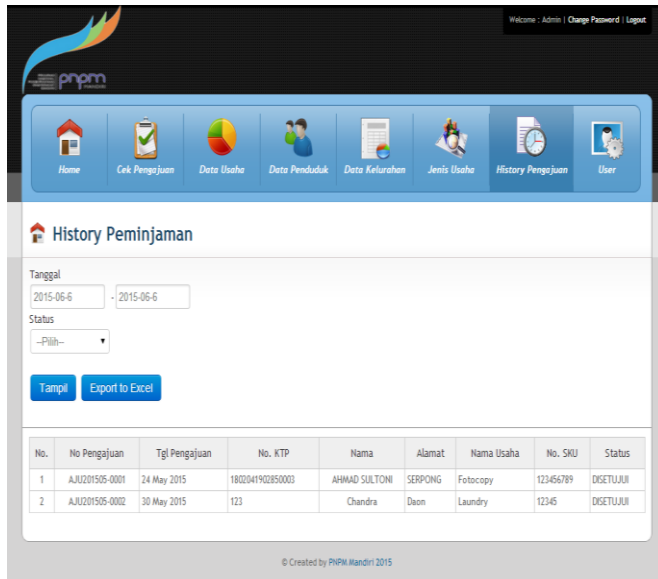 Welcome : Admin | Change Password | Logout
pnpm
mandiri
Home Cek Pengajuan Data Usaha Data Penduduk Data Kelurahan Jenis Usaha History Pengajuan User
History Peminjaman
Tanggal
2015-06-6 - 2015-06-6
Status
--Pilih--
Tampil Export to Excel
No. No Pengajuan Tgl Pengajuan No. KTP Nama Alamat Nama Usaha No. SKU Status
1 AJU201505-0001 24 May 2015 1802041902850003 AHMAD SULTONI SERPONG Fotocopy 123456789 DISETUJUI
2 AJU201505-0002 30 May 2015 123 Chandra Daon Laundry 12345 DISETUJUI
© Created by PNPM Mandiri 2015